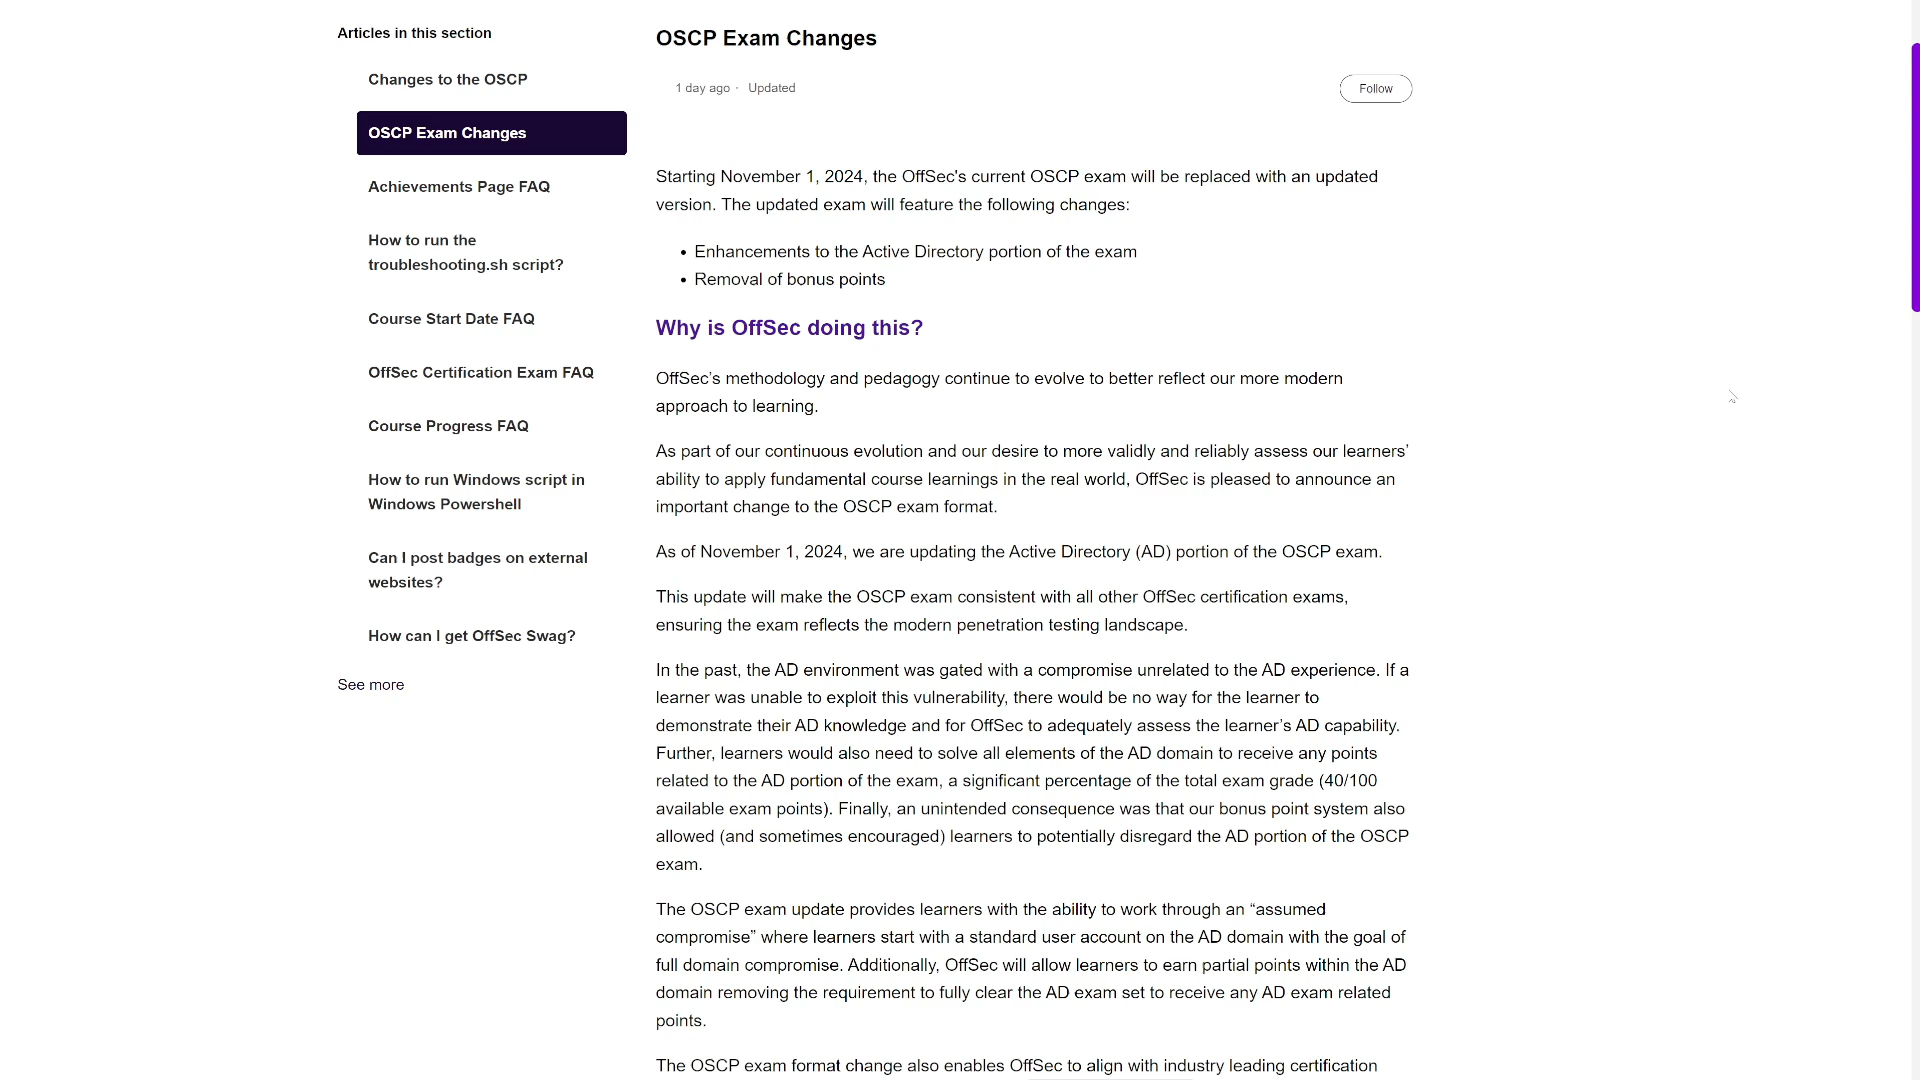 Articles in this section
Changes to the OSCP
OSCP Exam Changes
Achievements Page FAQ
How to run the
troubleshooting.sh script?
Course Start Date FAQ
OffSec Certification Exam FAQ
Course Progress FAQ
How to run Windows script in
Windows Powershell
Can I post badges on external
websites?
How can I get OffSec Swag?
See more
OSCP Exam Changes
1 day ago · Updated
Follow
Starting November 1, 2024, the OffSec's current OSCP exam will be replaced with an updated
version. The updated exam will feature the following changes:
• Enhancements to the Active Directory portion of the exam
• Removal of bonus points
Why is OffSec doing this?
OffSec’s methodology and pedagogy continue to evolve to better reflect our more modern
approach to learning.
As part of our continuous evolution and our desire to more validly and reliably assess our learners’
ability to apply fundamental course learnings in the real world, OffSec is pleased to announce an
important change to the OSCP exam format.
As of November 1, 2024, we are updating the Active Directory (AD) portion of the OSCP exam.
This update will make the OSCP exam consistent with all other OffSec certification exams,
ensuring the exam reflects the modern penetration testing landscape.
In the past, the AD environment was gated with a compromise unrelated to the AD experience. If a
learner was unable to exploit this vulnerability, there would be no way for the learner to
demonstrate their AD knowledge and for OffSec to adequately assess the learner’s AD capability.
Further, learners would also need to solve all elements of the AD domain to receive any points
related to the AD portion of the exam, a significant percentage of the total exam grade (40/100
available exam points). Finally, an unintended consequence was that our bonus point system also
allowed (and sometimes encouraged) learners to potentially disregard the AD portion of the OSCP
exam.
The OSCP exam update provides learners with the ability to work through an “assumed
compromise” where learners start with a standard user account on the AD domain with the goal of
full domain compromise. Additionally, OffSec will allow learners to earn partial points within the AD
domain removing the requirement to fully clear the AD exam set to receive any AD exam related
points.
The OSCP exam format change also enables OffSec to align with industry leading certification